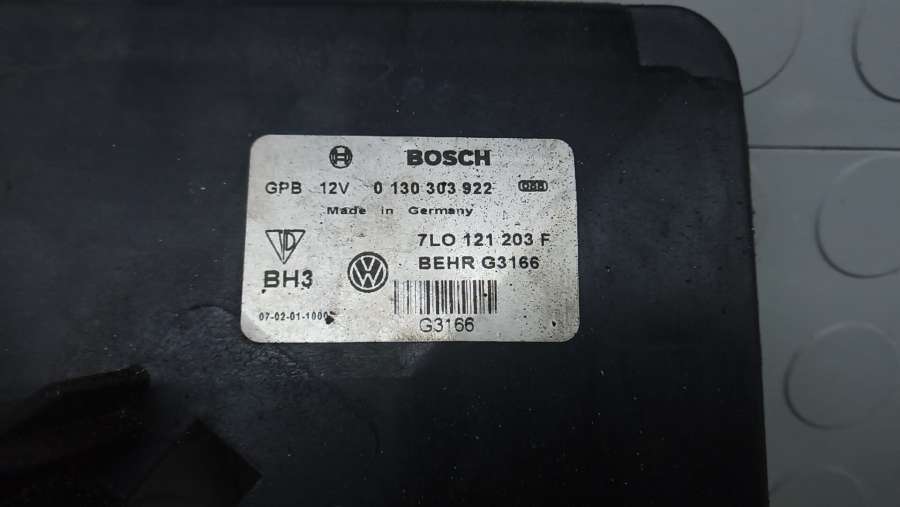 BOSCH
GPB 12V 0 130 303 922
Made in Germany
7LO 121 203 F
BEHR G3166
BH3
G3166